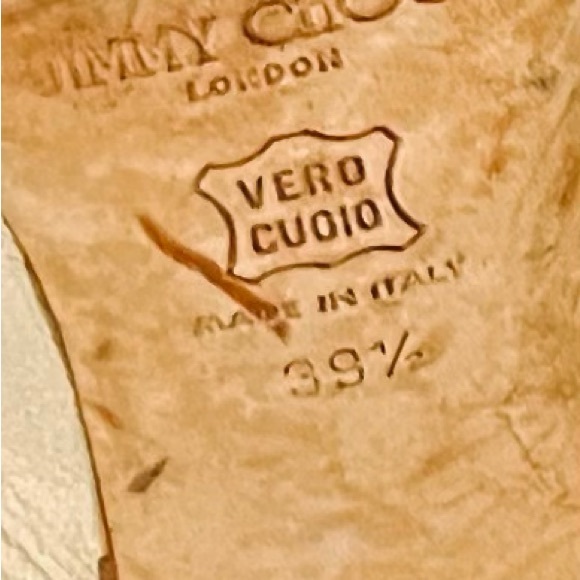 JIMMY CHOO
LONDON
VERO
CUOIO
MADE IN ITALY
39½